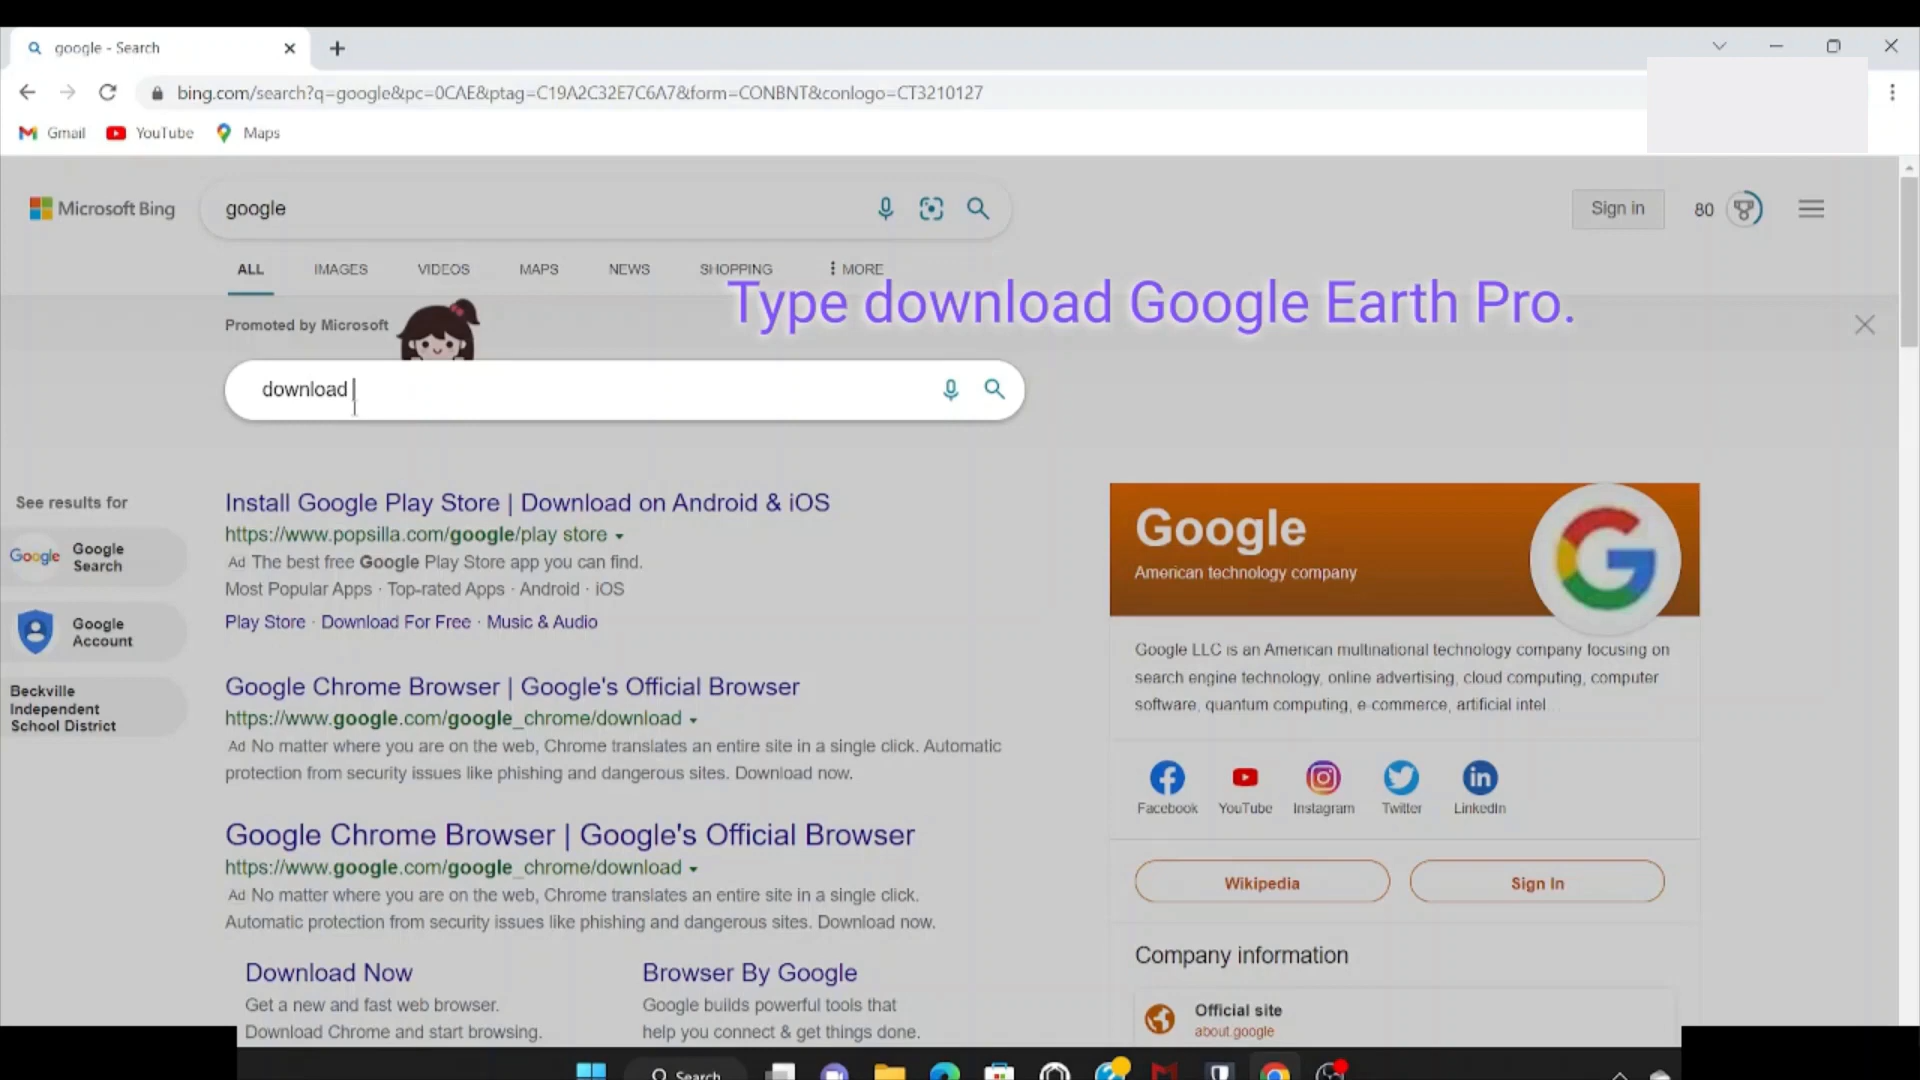 google - Search
bing.com/search?q=google&pc=0CAE&ptag=C19A2C32E7C6A7&form=CONBNT&conlogo=CT3210127
Gmail YouTube Maps
Microsoft Bing
google
Sign in
80
ALL IMAGES VIDEOS MAPS NEWS SHOPPING MORE
Type download Google Earth Pro.
Promoted by Microsoft
download
See results for
Google
Google Search
Google Account
Beckville Independent School District
Install Google Play Store | Download on Android & iOS
https://www.popsilla.com/google/play store
Ad The best free Google Play Store app you can find.
Most Popular Apps · Top-rated Apps · Android · iOS
Play Store · Download For Free · Music & Audio
Google Chrome Browser | Google's Official Browser
https://www.google.com/google_chrome/download
Ad No matter where you are on the web, Chrome translates an entire site in a single click. Automatic
protection from security issues like phishing and dangerous sites. Download now.
Google Chrome Browser | Google's Official Browser
https://www.google.com/google_chrome/download
Ad No matter where you are on the web, Chrome translates an entire site in a single click.
Automatic protection from security issues like phishing and dangerous sites. Download now.
Download Now
Get a new and fast web browser.
Download Chrome and start browsing.
Browser By Google
Google builds powerful tools that
help you connect & get things done.
Google
American technology company
Google LLC is an American multinational technology company focusing on
search engine technology, online advertising, cloud computing, computer
software, quantum computing, e-commerce, artificial intel
Facebook YouTube Instagram Twitter LinkedIn
Wikipedia
Sign In
Company information
Official site
about.google
Search